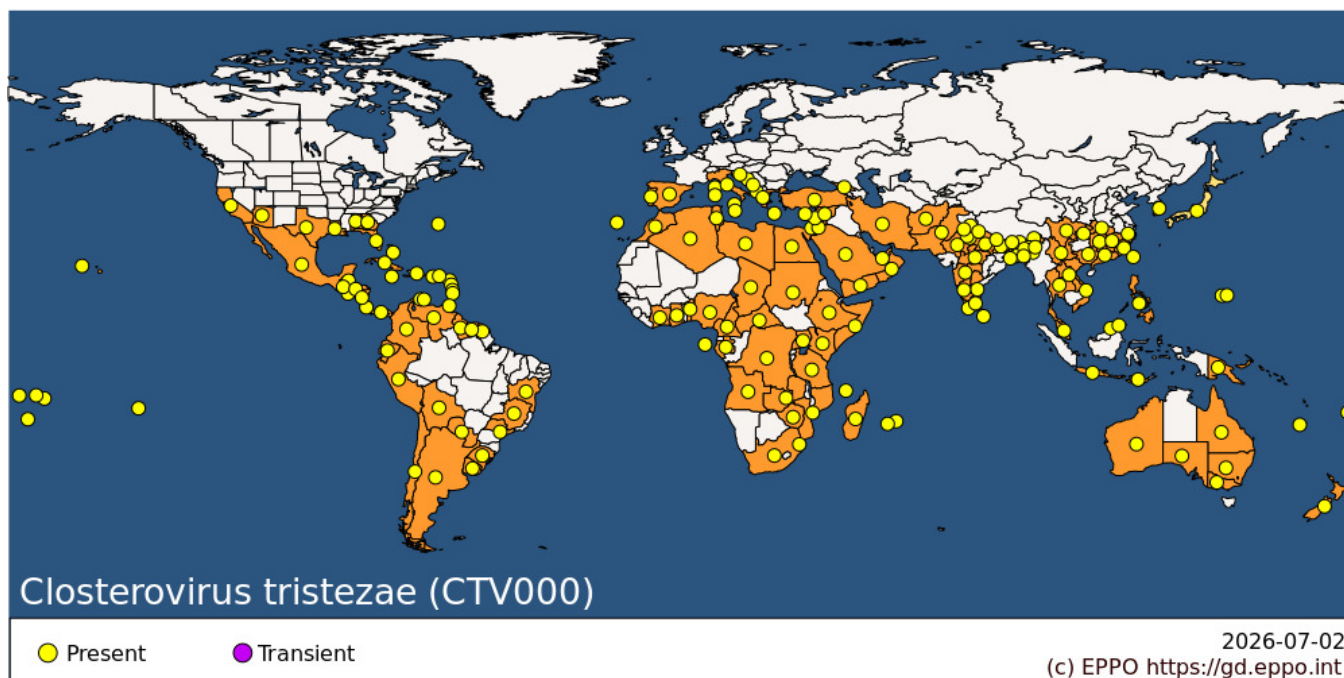 Closterovirus tristezae (CTV000)
Present
Transient
2026-07-02
(c) EPPO https://gd.eppo.int